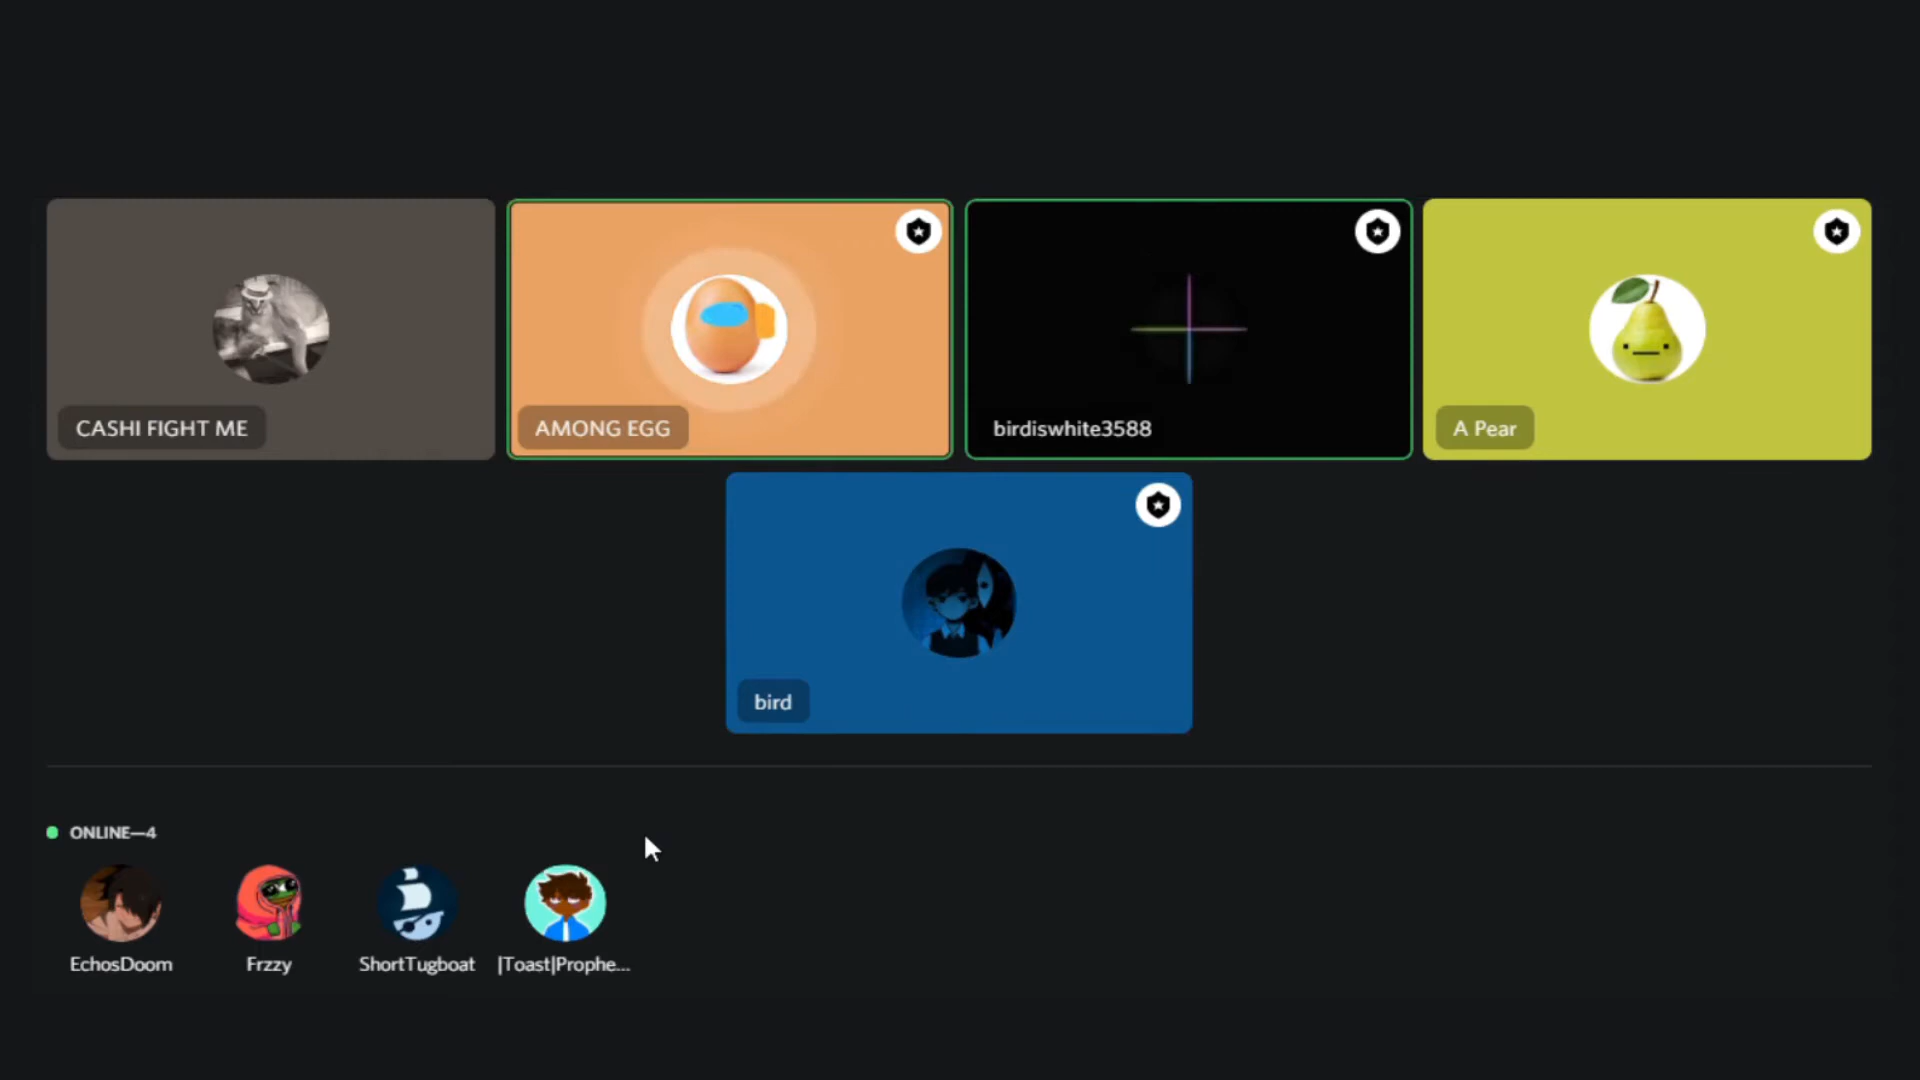 CASHI FIGHT ME
AMONG EGG
birdiswhite3588
A Pear
bird
ONLINE—4
EchosDoom
Frzzy
ShortTugboat
|Toast|Prophe...